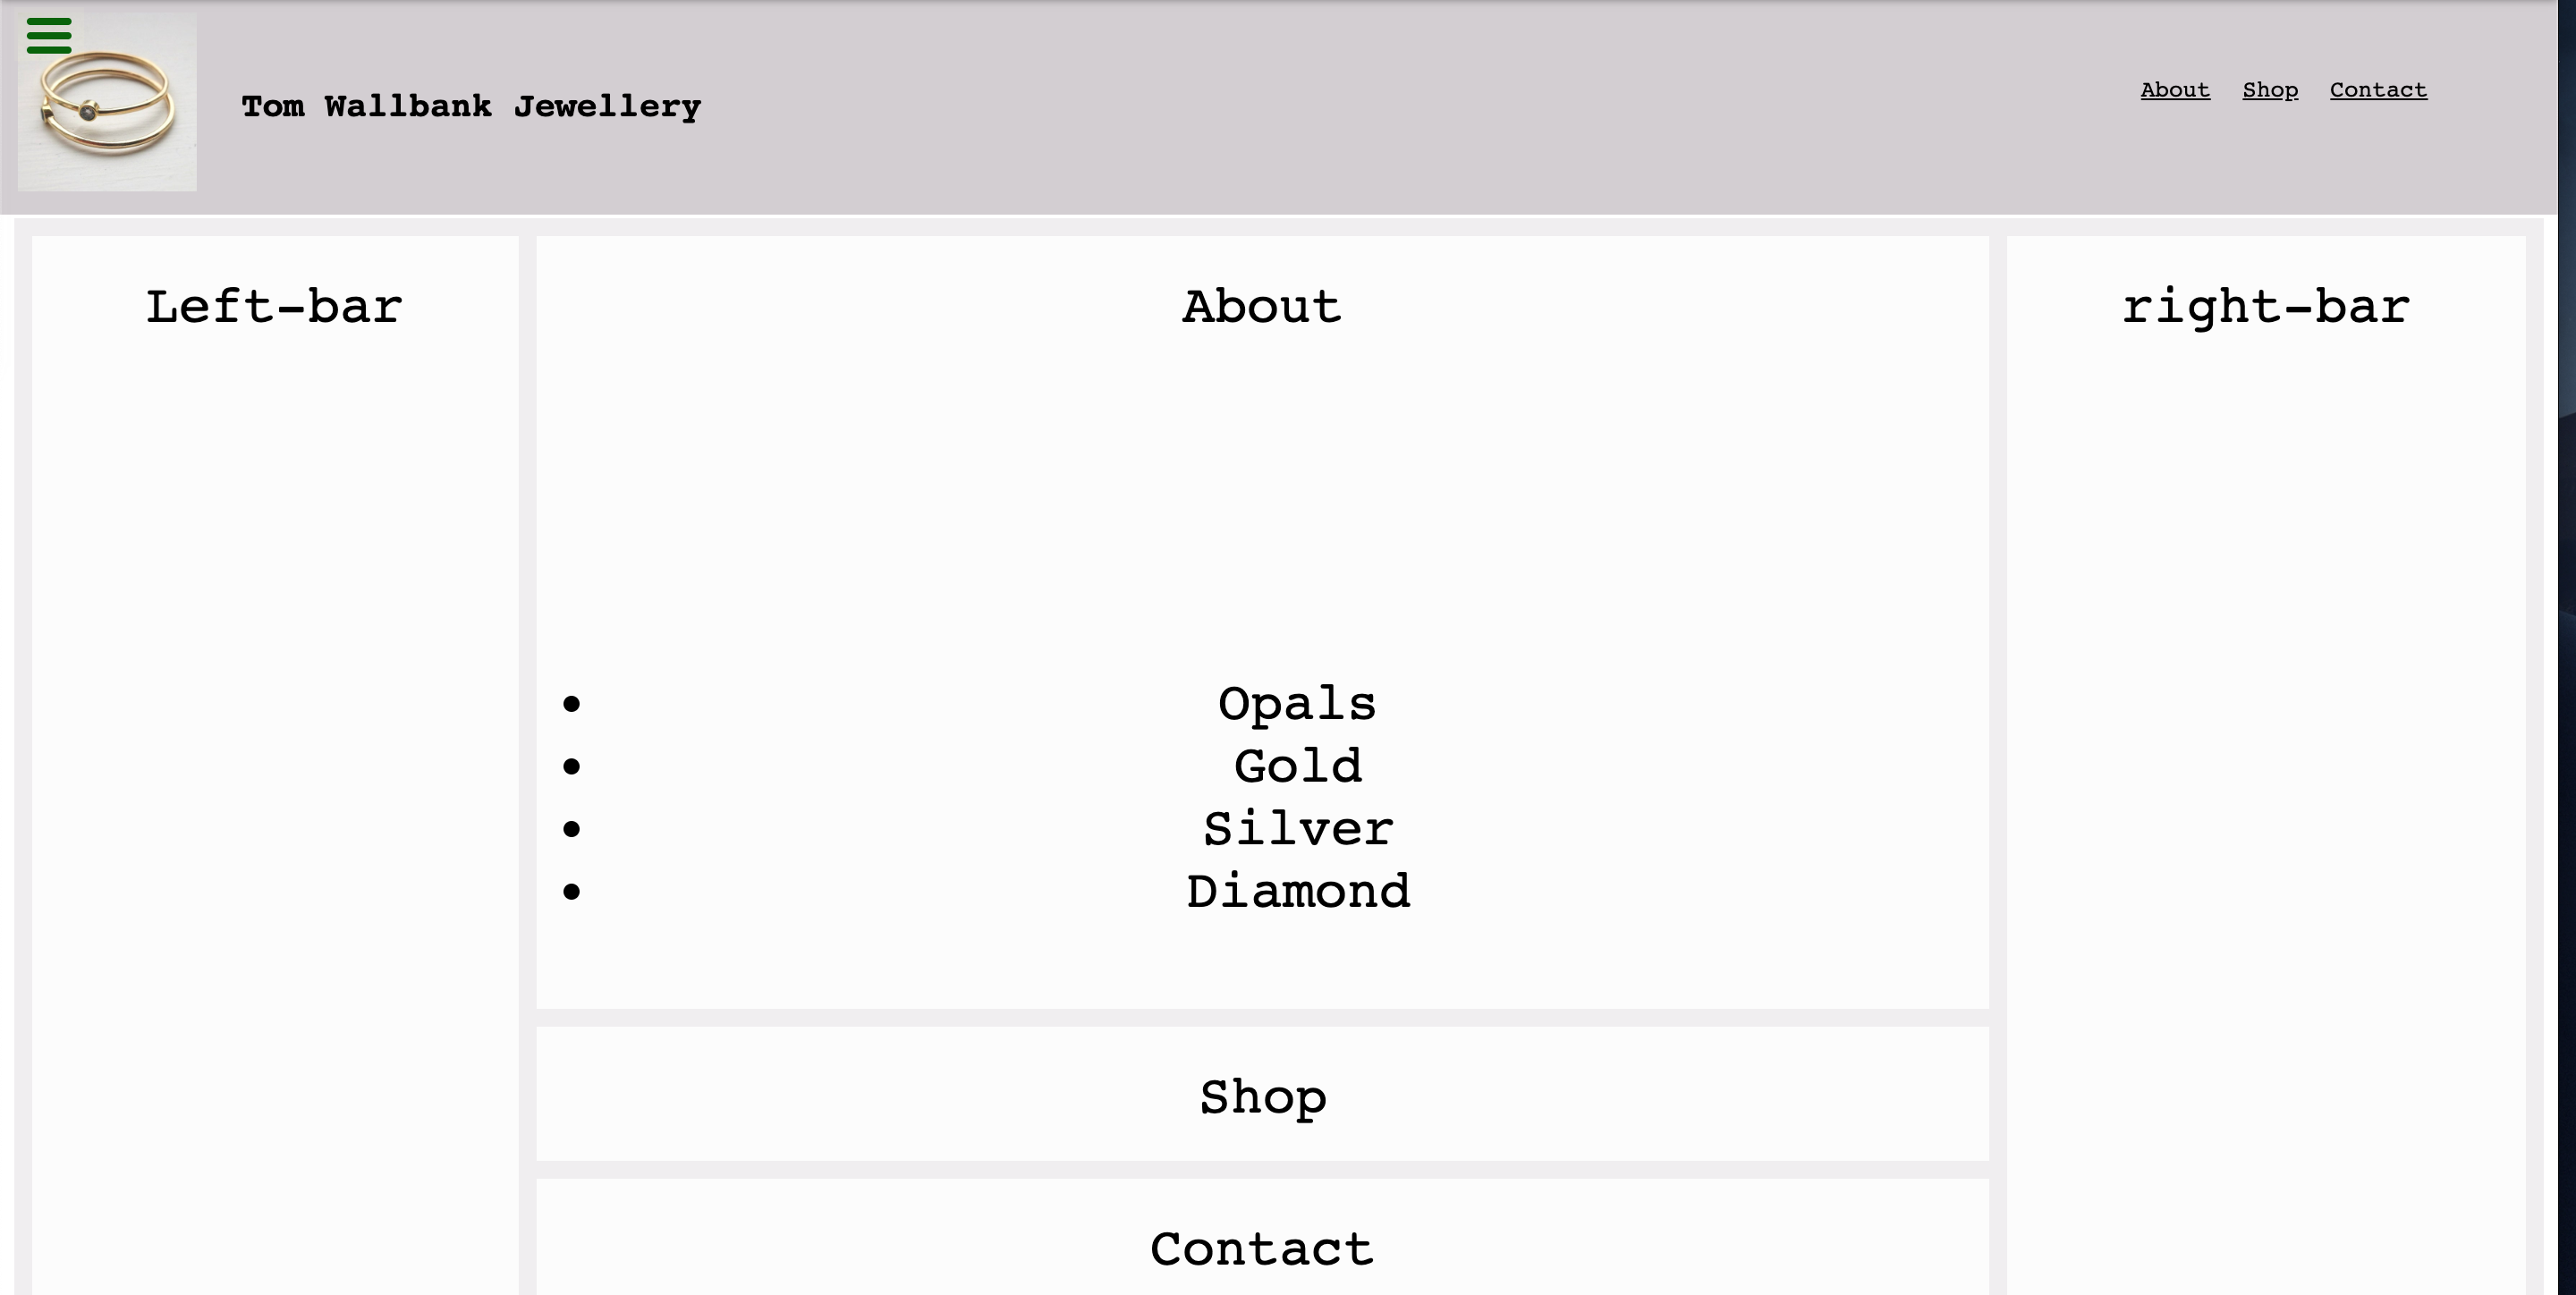 Tom Wallbank Jewellery
About Shop Contact
Left-bar
About
Opals
Gold
Silver
Diamond
Shop
Contact
right-bar